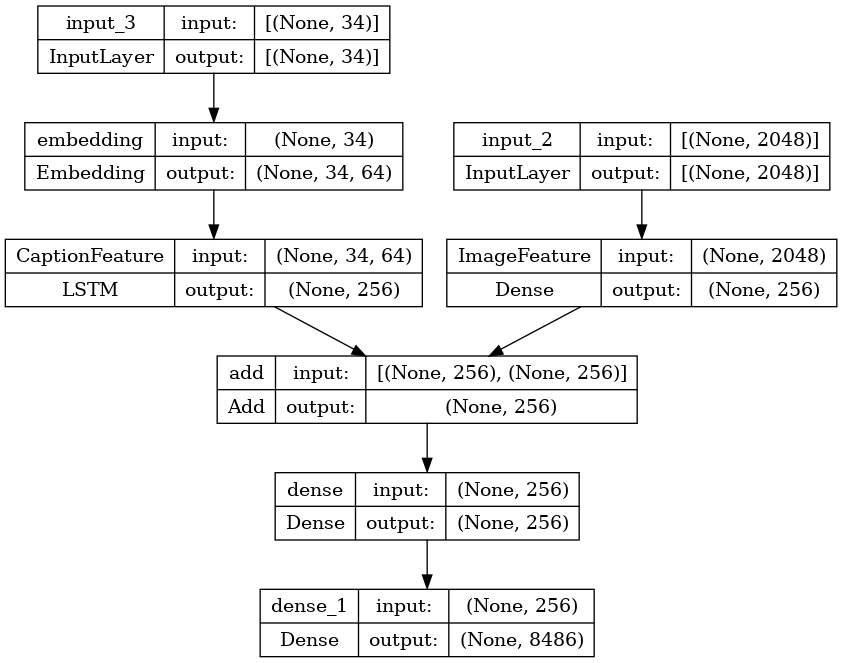 input_3 input: [(None, 34)]
InputLayer output: [(None, 34)]
embedding input: (None, 34)
Embedding output: (None, 34, 64)
input_2 input: [(None, 2048)]
InputLayer output: [(None, 2048)]
CaptionFeature input: (None, 34, 64)
LSTM output: (None, 256)
ImageFeature input: (None, 2048)
Dense output: (None, 256)
add input: [(None, 256), (None, 256)]
Add output: (None, 256)
dense input: (None, 256)
Dense output: (None, 256)
dense_1 input: (None, 256)
Dense output: (None, 8486)